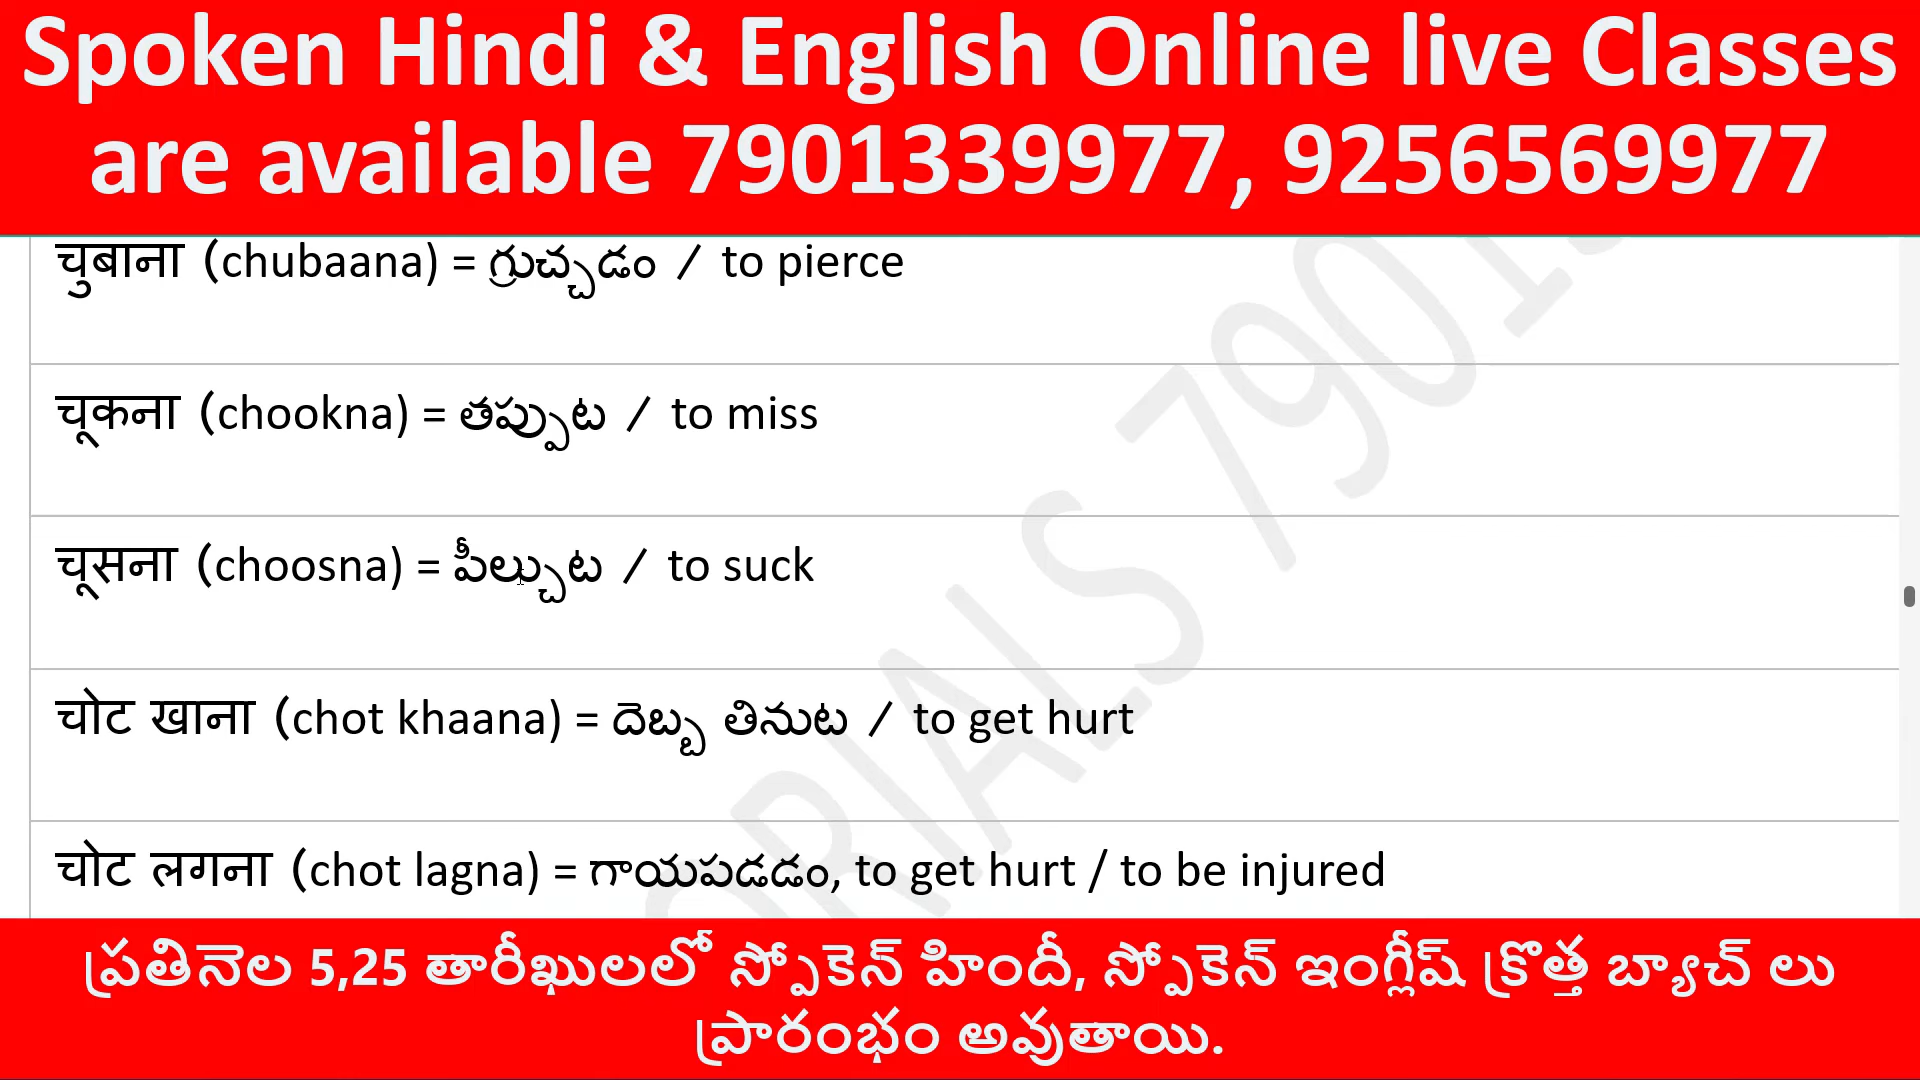 Spoken Hindi & English Online live Classes
are available 7901339977, 9256569977
चुबाना (chubaana) = గ్రుచ్చడం / to pierce
चूकना (chookna) = తప్పుట / to miss
चूसना (choosna) = పీల్చుట / to suck
चोट खाना (chot khaana) = దెబ్బ తినుట / to get hurt
चोट लगना (chot lagna) = గాయపడడం, to get hurt / to be injured
ప్రతినెల 5,25 తారీఖులలో స్పోకెన్ హిందీ, స్పోకెన్ ఇంగ్లీష్ క్రొత్త బ్యాచ్ లు
ప్రారంభం అవుతాయి.